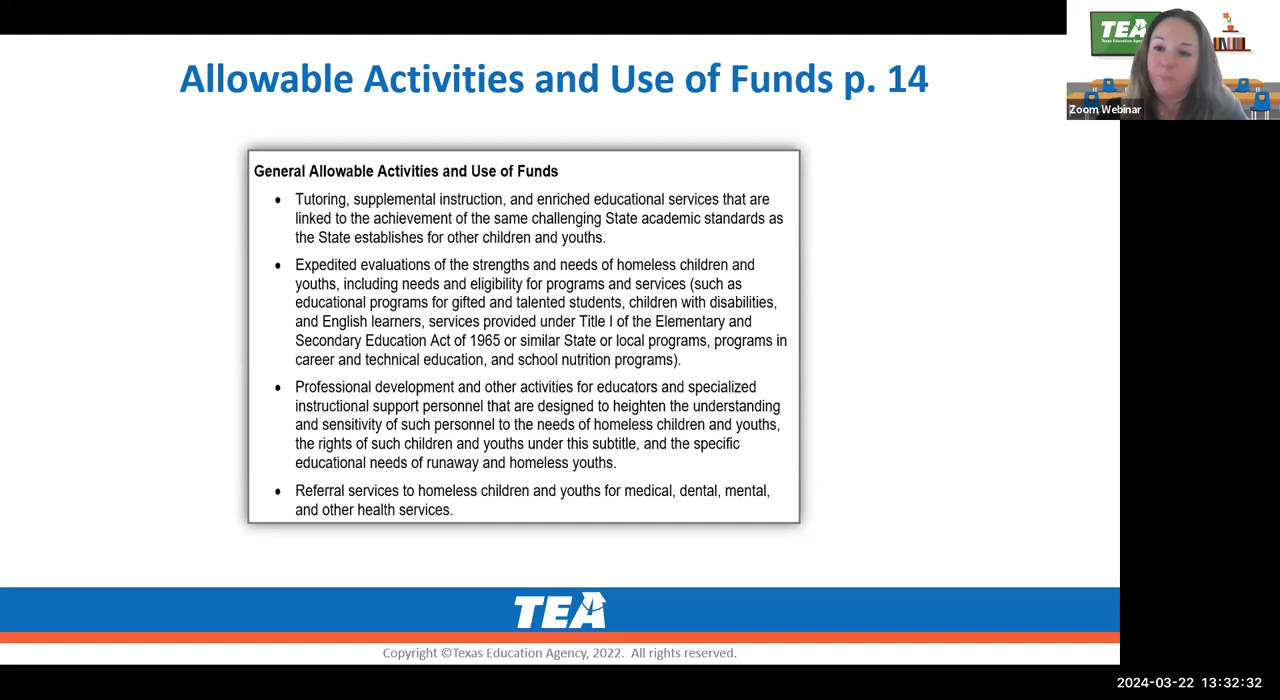 Allowable Activities and Use of Funds p. 14
TEA
Texas Education Agency
Zoom Webinar
General Allowable Activities and Use of Funds
• Tutoring, supplemental instruction, and enriched educational services that are
linked to the achievement of the same challenging State academic standards as
the State establishes for other children and youths.
• Expedited evaluations of the strengths and needs of homeless children and
youths, including needs and eligibility for programs and services (such as
educational programs for gifted and talented students, children with disabilities,
and English learners, services provided under Title I of the Elementary and
Secondary Education Act of 1965 or similar State or local programs, programs in
career and technical education, and school nutrition programs).
• Professional development and other activities for educators and specialized
instructional support personnel that are designed to heighten the understanding
and sensitivity of such personnel to the needs of homeless children and youths,
the rights of such children and youths under this subtitle, and the specific
educational needs of runaway and homeless youths.
• Referral services to homeless children and youths for medical, dental, mental,
and other health services.
TEA
Copyright ©Texas Education Agency, 2022. All rights reserved.
2024-03-22 13:32:32